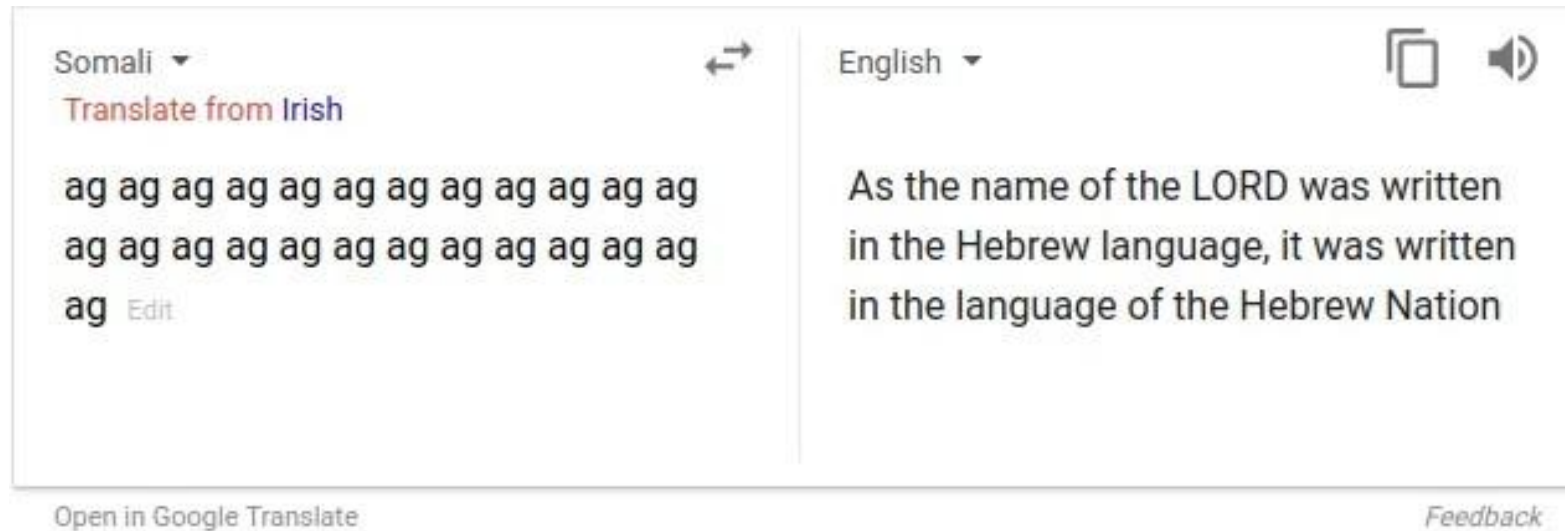 Somali
English
Translate from Irish
ag ag ag ag ag ag ag ag ag ag ag ag
ag ag ag ag ag ag ag ag ag ag ag ag
ag Edit
As the name of the LORD was written
in the Hebrew language, it was written
in the language of the Hebrew Nation
Open in Google Translate
Feedback